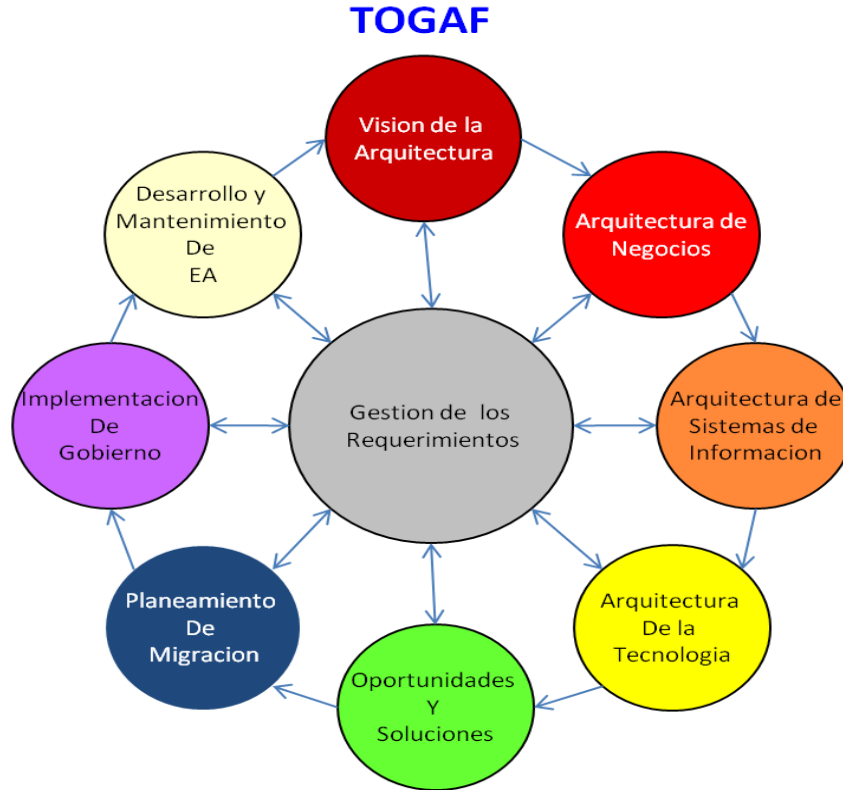 TOGAF
Vision de la
Arquitectura
Arquitectura de
Negocios
Arquitectura de
Sistemas de
Informacion
Arquitectura
De la
Tecnologia
Oportunidades
Y
Soluciones
Planeamiento
De
Migracion
Implementacion
De
Gobierno
Desarrollo y
Mantenimiento
De
EA
Gestion de los
Requerimientos